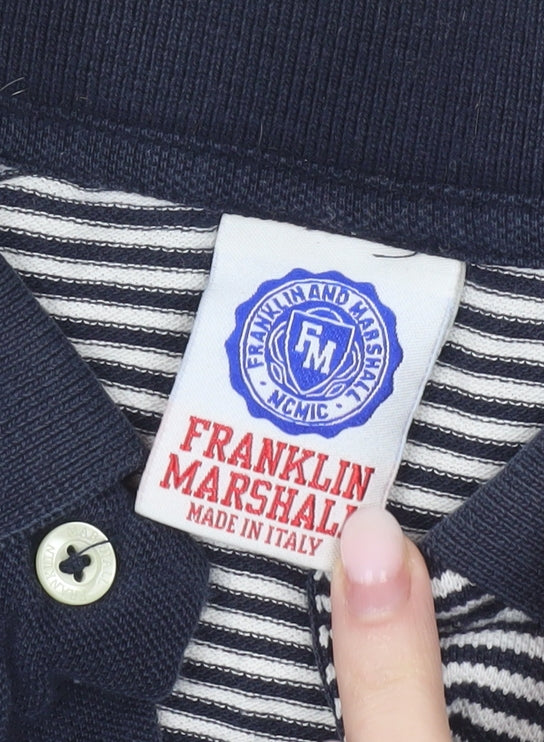 FRANKLIN AND MARSHALL
FM
· NCMIC ·
FRANKLIN
MARSHALL
MADE IN ITALY